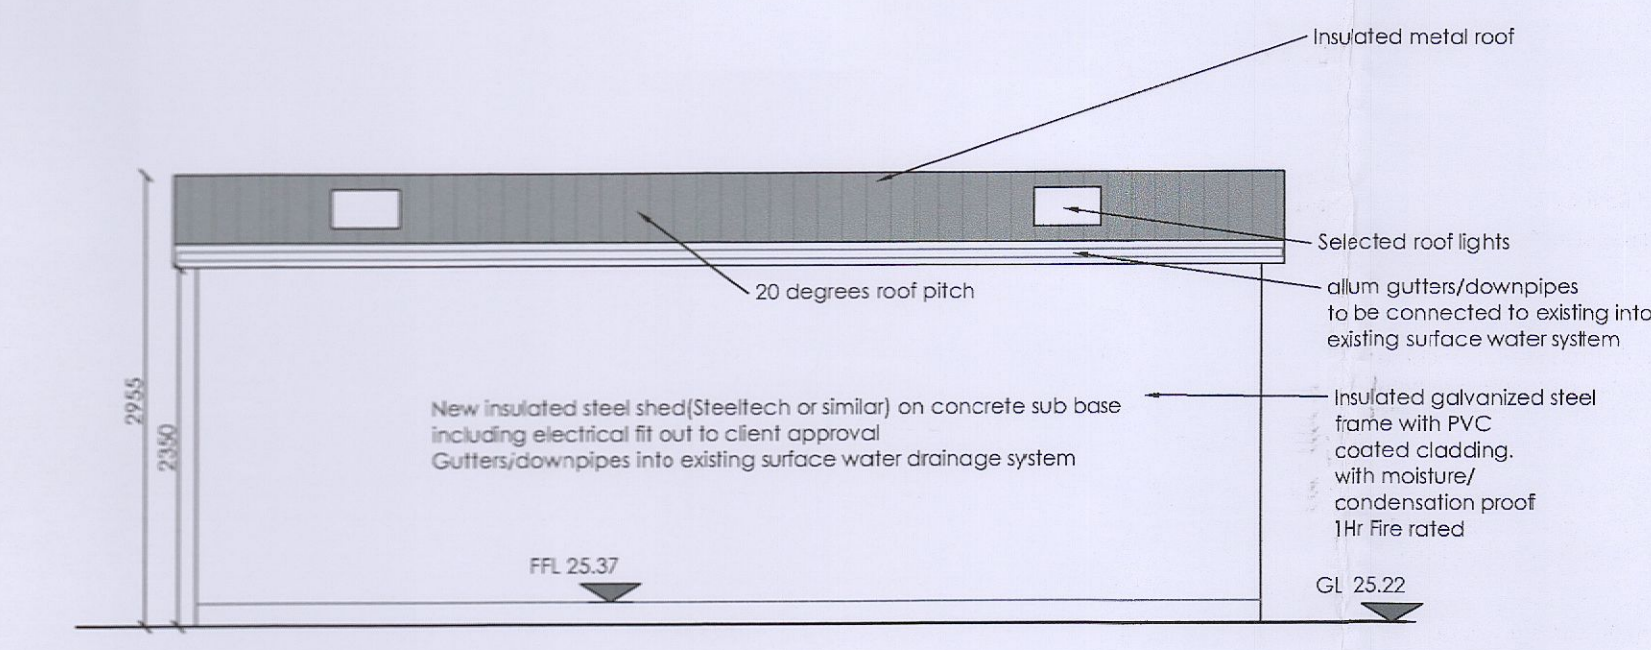 Insulated metal roof
Selected roof lights
20 degrees roof pitch
allum gutters/downpipes
to be connected to existing into
existing surface water system
2955
2350
New insulated steel shed(Steeltech or similar) on concrete sub base
including electrical fit out to client approval
Gutters/downpipes into existing surface water drainage system
Insulated galvanized steel
frame with PVC
coated cladding.
with moisture/
condensation proof
1Hr Fire rated
FFL 25.37
GL 25.22